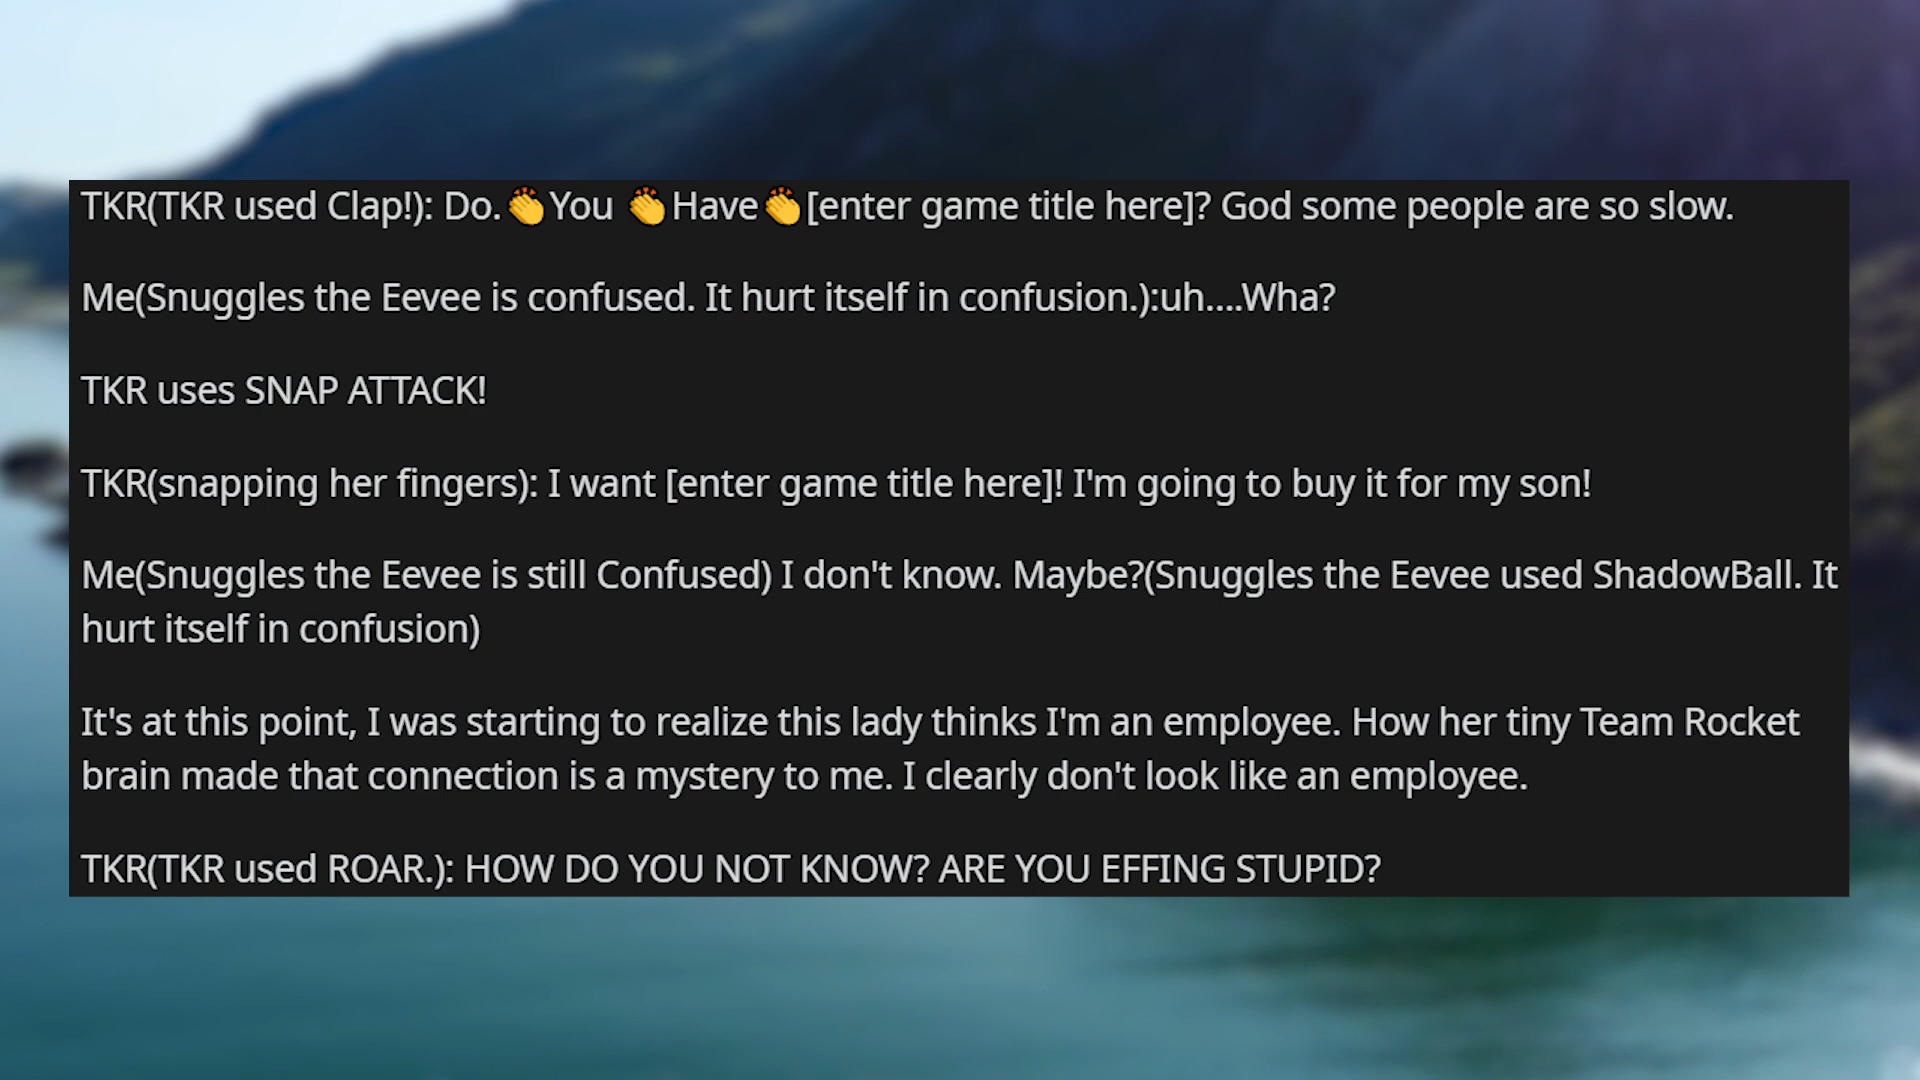 TKR(TKR used Clap!): Do.👏You 👏Have👏[enter game title here]? God some people are so slow.
Me(Snuggles the Eevee is confused. It hurt itself in confusion.):uh....Wha?
TKR uses SNAP ATTACK!
TKR(snapping her fingers): I want [enter game title here]! I'm going to buy it for my son!
Me(Snuggles the Eevee is still Confused) I don't know. Maybe?(Snuggles the Eevee used ShadowBall. It
hurt itself in confusion)
It's at this point, I was starting to realize this lady thinks I'm an employee. How her tiny Team Rocket
brain made that connection is a mystery to me. I clearly don't look like an employee.
TKR(TKR used ROAR.): HOW DO YOU NOT KNOW? ARE YOU EFFING STUPID?